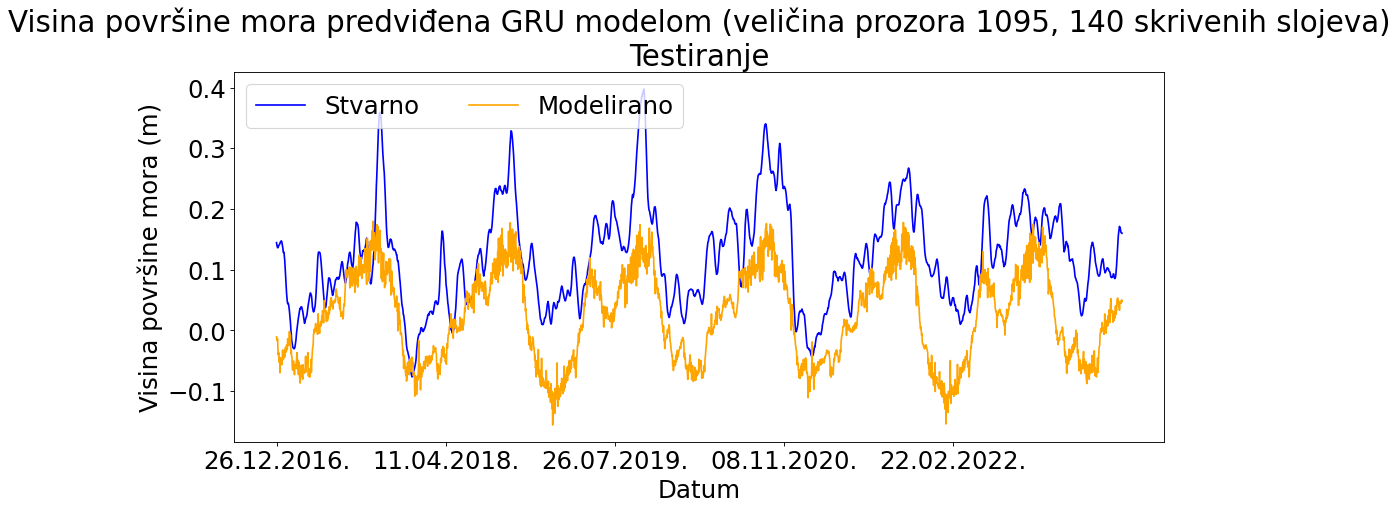 Visina površine mora predviđena GRU modelom (veličina prozora 1095, 140 skrivenih slojeva)
Testiranje
Stvarno Modelirano
Visina površine mora (m)
0.4
0.3
0.2
0.1
0.0
−0.1
26.12.2016. 11.04.2018. 26.07.2019. 08.11.2020. 22.02.2022.
Datum